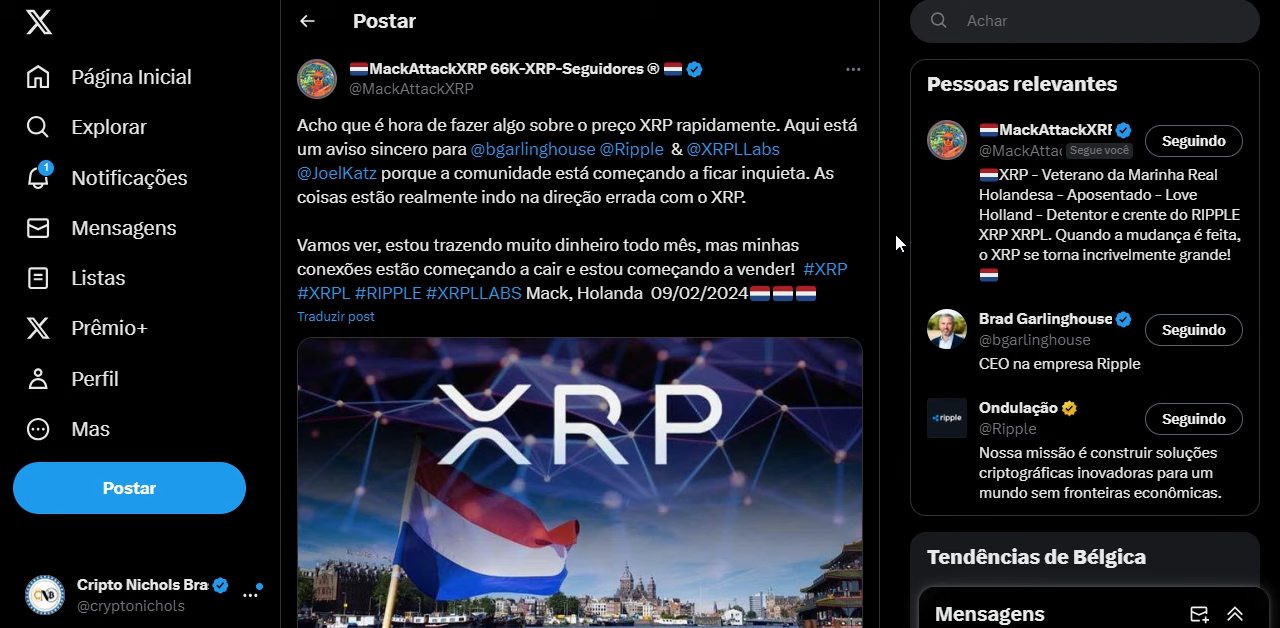 Página Inicial
Explorar
1
Notificações
Mensagens
Listas
Prêmio+
Perfil
Mas
Postar
Cripto Nichols Bra
@cryptonichols
Postar
MackAttackXRP 66K-XRP-Seguidores ®
@MackAttackXRP
Acho que é hora de fazer algo sobre o preço XRP rapidamente. Aqui está
um aviso sincero para @bgarlinghouse @Ripple & @XRPLLabs
@JoelKatz porque a comunidade está começando a ficar inquieta. As
coisas estão realmente indo na direção errada com o XRP.
Vamos ver, estou trazendo muito dinheiro todo mês, mas minhas
conexões estão começando a cair e estou começando a vender! #XRP
#XRPL #RIPPLE #XRPLLABS Mack, Holanda 09/02/2024
Traduzir post
XRP
Achar
Pessoas relevantes
MackAttackXRF
@MackAttac Segue você
Seguindo
XRP - Veterano da Marinha Real
Holandesa - Aposentado - Love
Holland - Detentor e crente do RIPPLE
XRP XRPL. Quando a mudança é feita,
o XRP se torna incrivelmente grande!
Brad Garlinghouse
@bgarlinghouse
Seguindo
CEO na empresa Ripple
ripple
Ondulação
@Ripple
Seguindo
Nossa missão é construir soluções
criptográficas inovadoras para um
mundo sem fronteiras econômicas.
Tendências de Bélgica
Mensagens